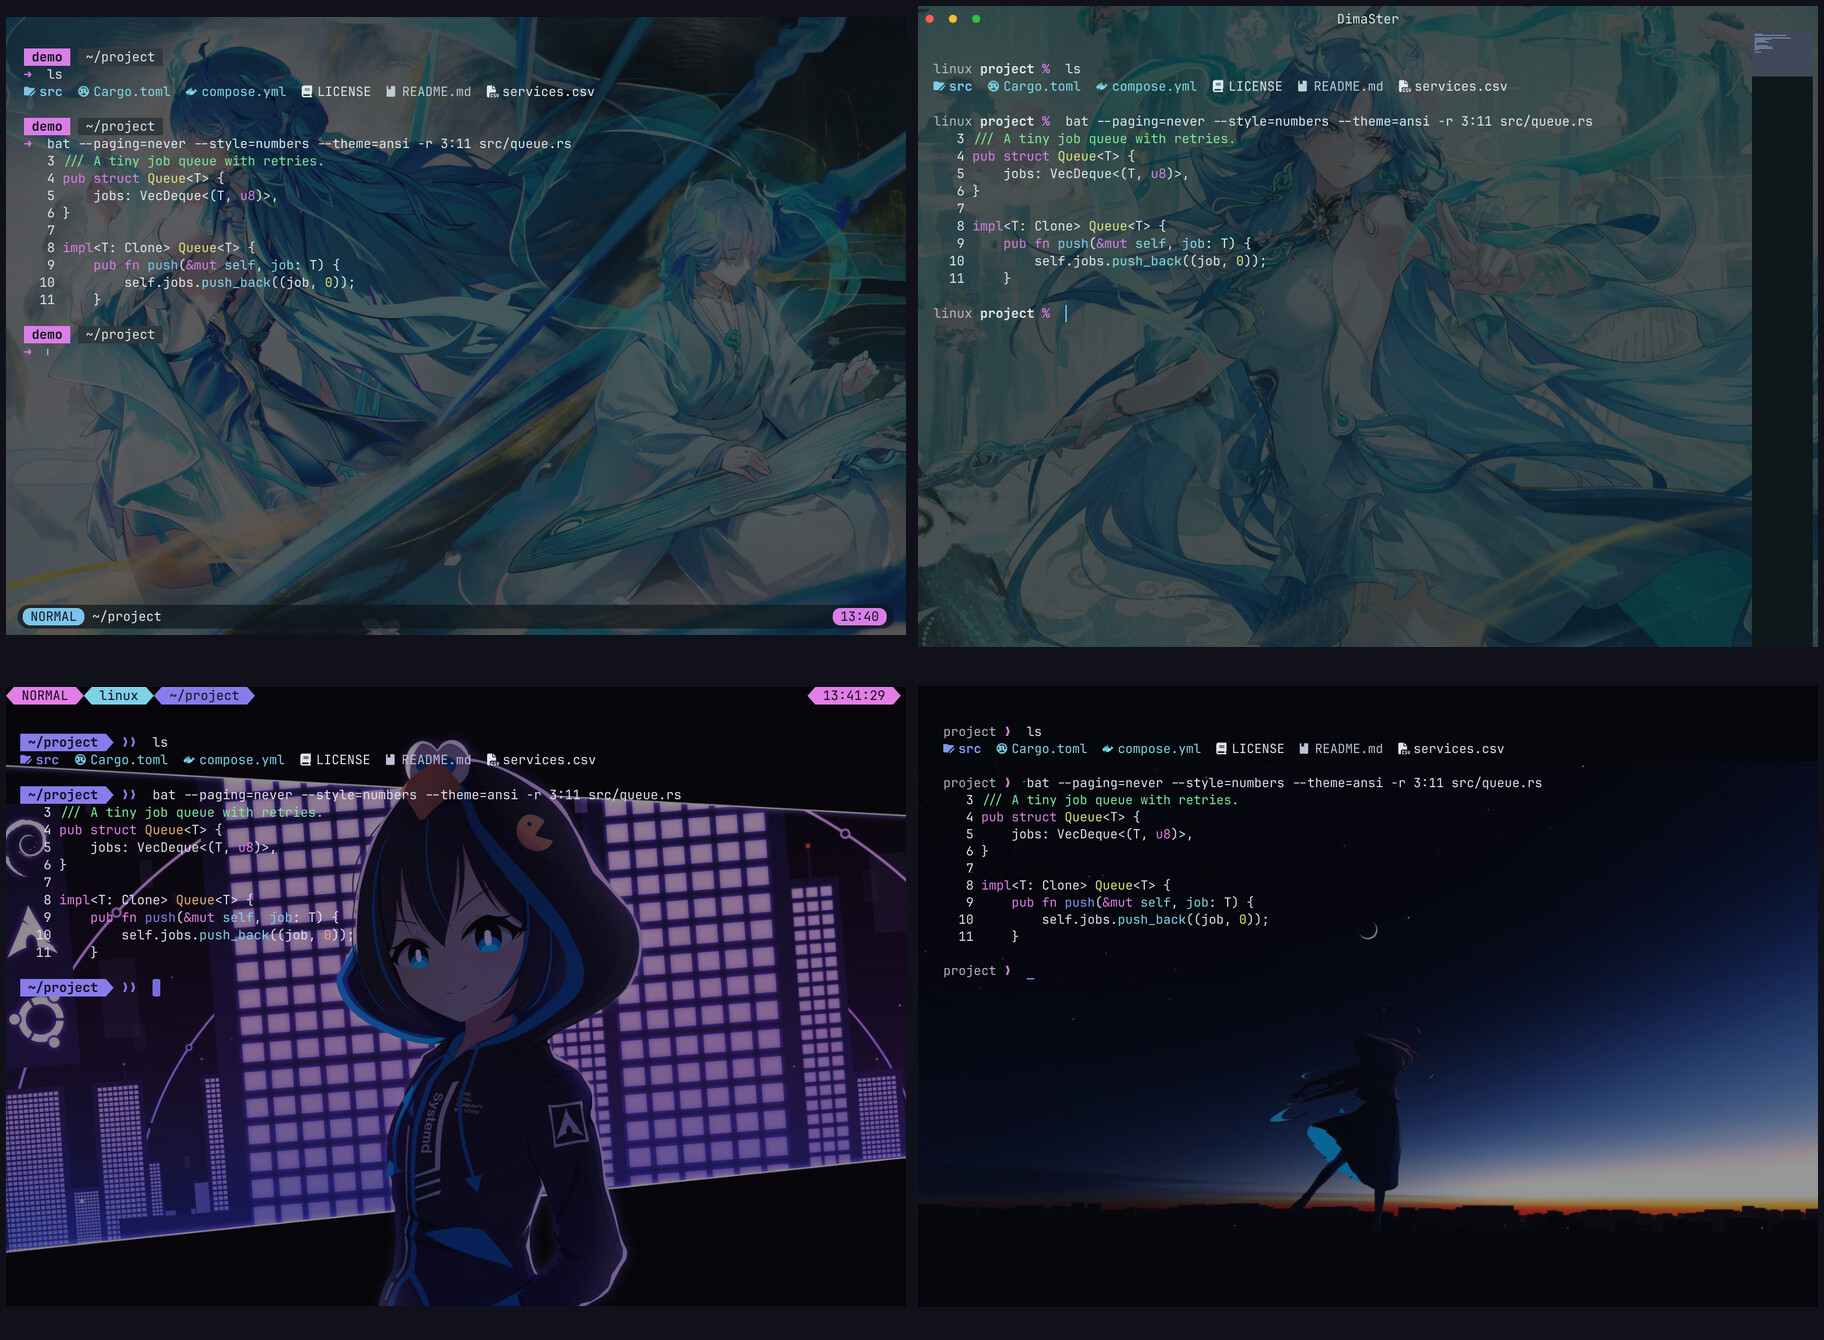 demo ~/project
➜ ls
src Cargo.toml compose.yml LICENSE README.md services.csv
demo ~/project
➜ bat --paging=never --style=numbers --theme=ansi -r 3:11 src/queue.rs
3 /// A tiny job queue with retries.
4 pub struct Queue<T> {
5     jobs: VecDeque<(T, u8)>,
6 }
7
8 impl<T: Clone> Queue<T> {
9     pub fn push(&mut self, job: T) {
10         self.jobs.push_back((job, 0));
11     }
demo ~/project
➜
NORMAL ~/project 13:40
DimaSter
linux project % ls
src Cargo.toml compose.yml LICENSE README.md services.csv
linux project % bat --paging=never --style=numbers --theme=ansi -r 3:11 src/queue.rs
3 /// A tiny job queue with retries.
4 pub struct Queue<T> {
5     jobs: VecDeque<(T, u8)>,
6 }
7
8 impl<T: Clone> Queue<T> {
9     pub fn push(&mut self, job: T) {
10         self.jobs.push_back((job, 0));
11     }
linux project %
NORMAL linux ~/project 13:41:29
~/project ❫❫ ls
src Cargo.toml compose.yml LICENSE README.md services.csv
~/project ❫❫ bat --paging=never --style=numbers --theme=ansi -r 3:11 src/queue.rs
3 /// A tiny job queue with retries.
4 pub struct Queue<T> {
5     jobs: VecDeque<(T, u8)>,
6 }
7
8 impl<T: Clone> Queue<T> {
9     pub fn push(&mut self, job: T) {
10         self.jobs.push_back((job, 0));
11     }
~/project ❫❫
Systemd
project ❫ ls
src Cargo.toml compose.yml LICENSE README.md services.csv
project ❫ bat --paging=never --style=numbers --theme=ansi -r 3:11 src/queue.rs
3 /// A tiny job queue with retries.
4 pub struct Queue<T> {
5     jobs: VecDeque<(T, u8)>,
6 }
7
8 impl<T: Clone> Queue<T> {
9     pub fn push(&mut self, job: T) {
10         self.jobs.push_back((job, 0));
11     }
project ❫ _